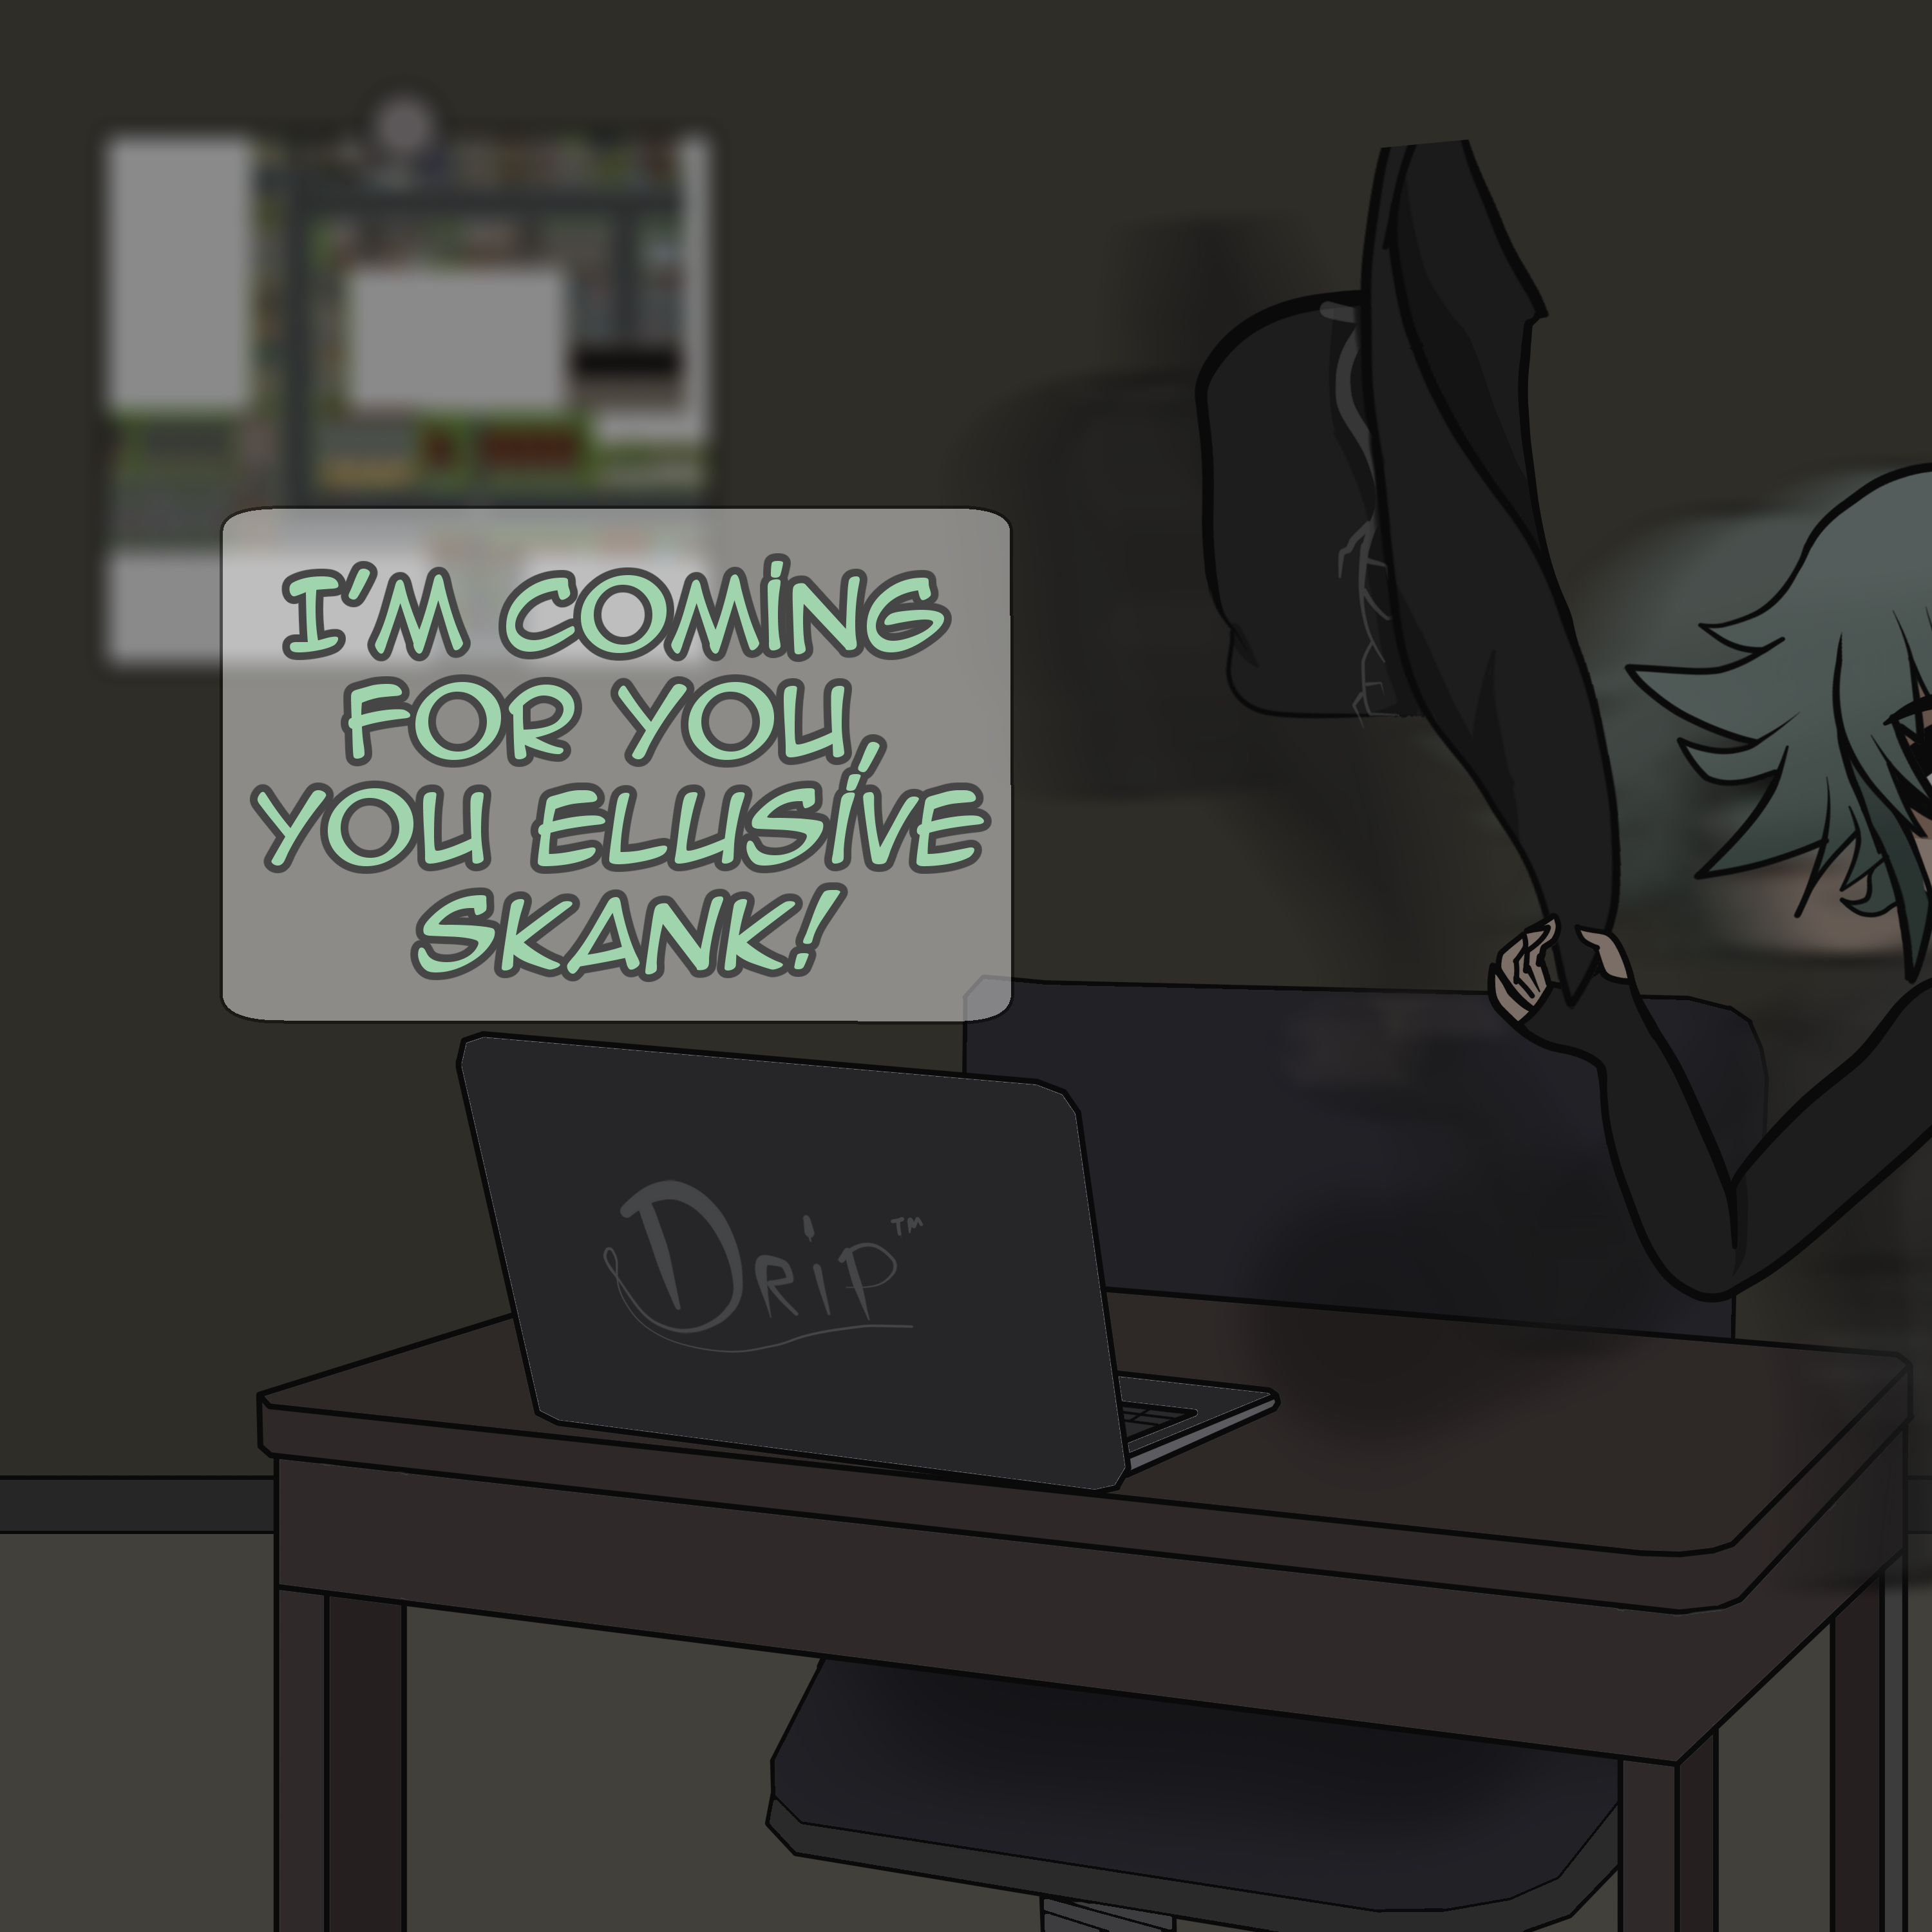 I'M COMING
FOR YOU,
YOU ELUSIVE
SKANK!
DRiP™